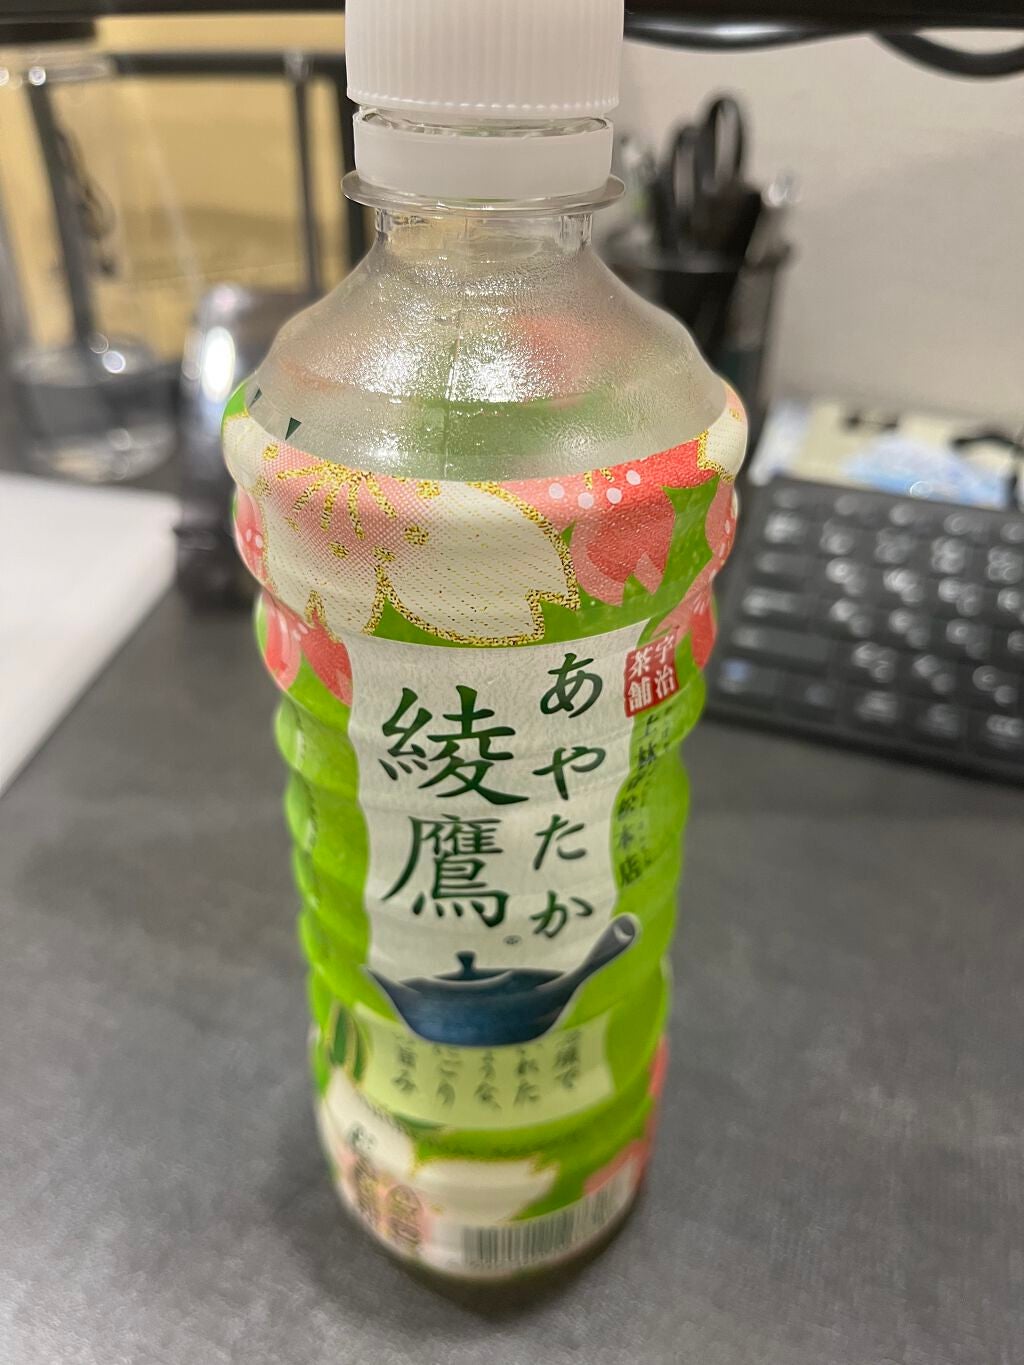 宇治
茶舗
上林春松本店
あやたか
綾鷹
急須で
いれた
ような、
にごり
旨み